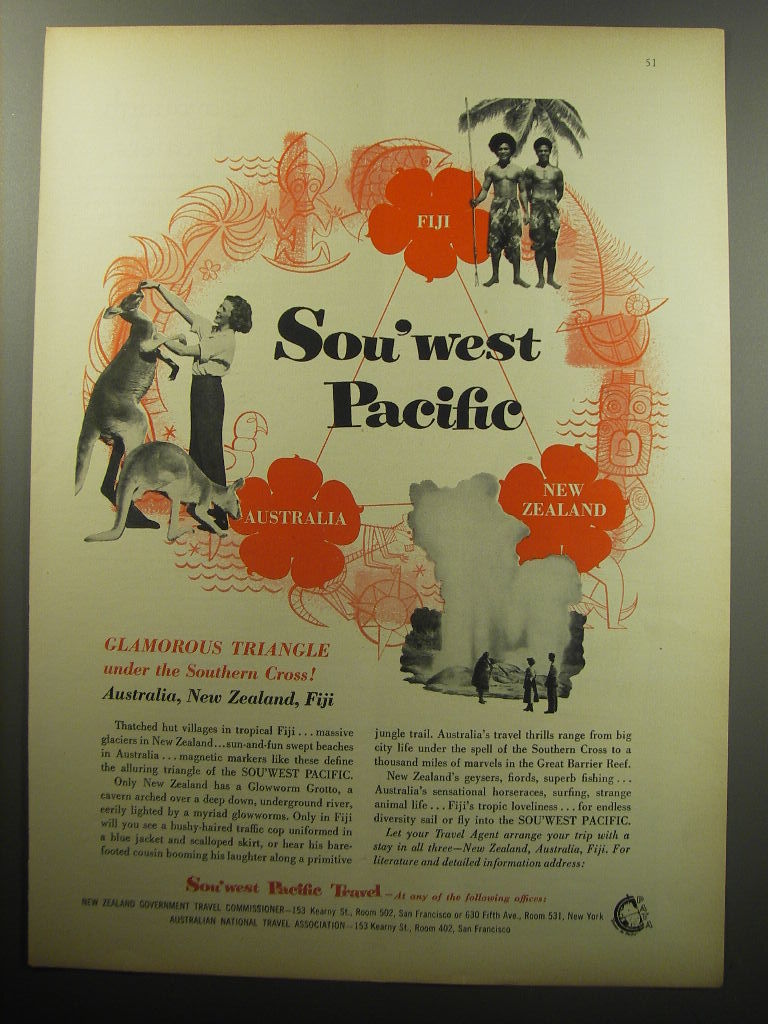 51
FIJI
Sou'west
Pacific
NEW
ZEALAND
AUSTRALIA
GLAMOROUS TRIANGLE
under the Southern Cross!
Australia, New Zealand, Fiji
Thatched hut villages in tropical Fiji ... massive
glaciers in New Zealand...sun-and-fun swept beaches
in Australia ... magnetic markers like these define
the alluring triangle of the SOU'WEST PACIFIC.
Only New Zealand has a Glowworm Grotto, a
cavern arched over a deep down, underground river,
eerily lighted by a myriad glowworms. Only in Fiji
will you see a bushy-haired traffic cop uniformed in
a blue jacket and scalloped skirt, or hear his bare-
footed cousin booming his laughter along a primitive
jungle trail. Australia's travel thrills range from big
city life under the spell of the Southern Cross to a
thousand miles of marvels in the Great Barrier Reef.
New Zealand's geysers, fiords, superb fishing ...
Australia's sensational horseraces, surfing, strange
animal life ... Fiji's tropic loveliness ... for endless
diversity sail or fly into the SOU'WEST PACIFIC.
Let your Travel Agent arrange your trip with a
stay in all three—New Zealand, Australia, Fiji. For
literature and detailed information address:
Sou'west Pacific Travel—At any of the following offices:
NEW ZEALAND GOVERNMENT TRAVEL COMMISSIONER—153 Kearny St., Room 502, San Francisco or 630 Fifth Ave., Room 531, New York
AUSTRALIAN NATIONAL TRAVEL ASSOCIATION—153 Kearny St., Room 402, San Francisco